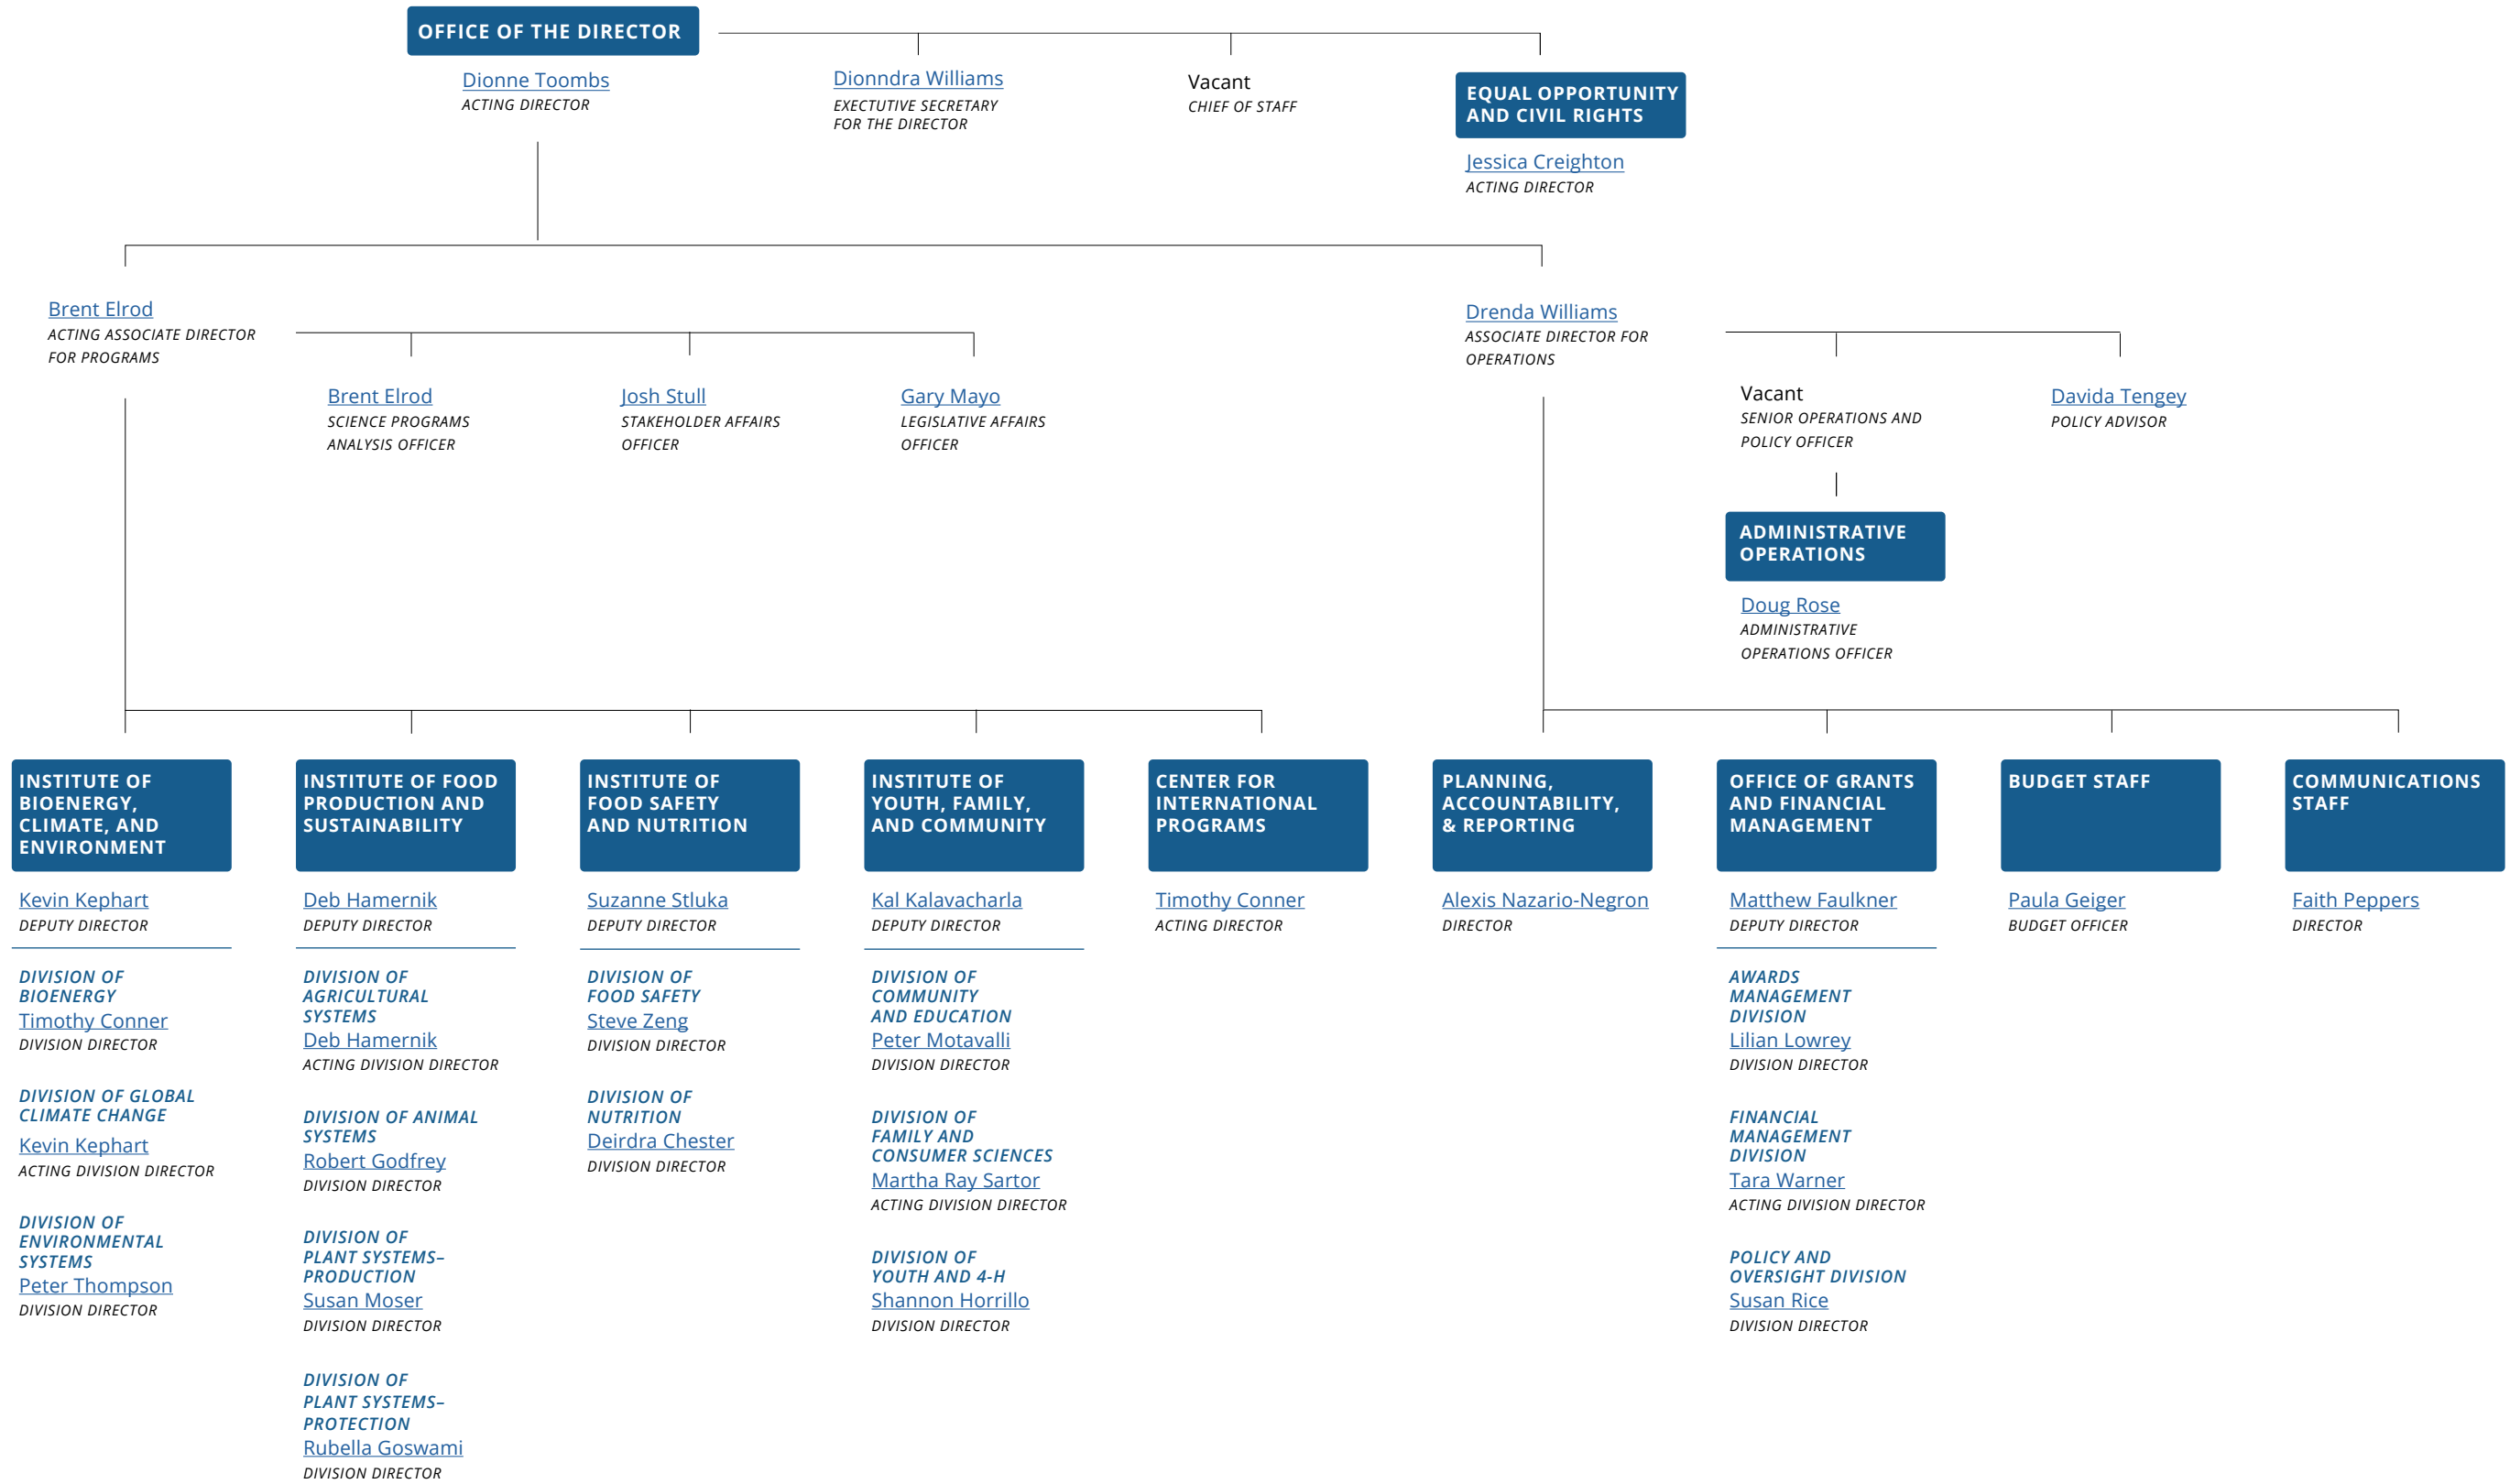 OFFICE OF THE DIRECTOR
Dionne Toombs
ACTING DIRECTOR
Dionndra Williams
EXECTUTIVE SECRETARY
FOR THE DIRECTOR
Vacant
CHIEF OF STAFF
EQUAL OPPORTUNITY
AND CIVIL RIGHTS
Jessica Creighton
ACTING DIRECTOR
Brent Elrod
ACTING ASSOCIATE DIRECTOR
FOR PROGRAMS
Brent Elrod
SCIENCE PROGRAMS
ANALYSIS OFFICER
Josh Stull
STAKEHOLDER AFFAIRS
OFFICER
Gary Mayo
LEGISLATIVE AFFAIRS
OFFICER
Drenda Williams
ASSOCIATE DIRECTOR FOR
OPERATIONS
Vacant
SENIOR OPERATIONS AND
POLICY OFFICER
Davida Tengey
POLICY ADVISOR
ADMINISTRATIVE
OPERATIONS
Doug Rose
ADMINISTRATIVE
OPERATIONS OFFICER
INSTITUTE OF
BIOENERGY,
CLIMATE, AND
ENVIRONMENT
Kevin Kephart
DEPUTY DIRECTOR
DIVISION OF
BIOENERGY
Timothy Conner
DIVISION DIRECTOR
DIVISION OF GLOBAL
CLIMATE CHANGE
Kevin Kephart
ACTING DIVISION DIRECTOR
DIVISION OF
ENVIRONMENTAL
SYSTEMS
Peter Thompson
DIVISION DIRECTOR
INSTITUTE OF FOOD
PRODUCTION AND
SUSTAINABILITY
Deb Hamernik
DEPUTY DIRECTOR
DIVISION OF
AGRICULTURAL
SYSTEMS
Deb Hamernik
ACTING DIVISION DIRECTOR
DIVISION OF ANIMAL
SYSTEMS
Robert Godfrey
DIVISION DIRECTOR
DIVISION OF
PLANT SYSTEMS–
PRODUCTION
Susan Moser
DIVISION DIRECTOR
DIVISION OF
PLANT SYSTEMS–
PROTECTION
Rubella Goswami
DIVISION DIRECTOR
INSTITUTE OF
FOOD SAFETY
AND NUTRITION
Suzanne Stluka
DEPUTY DIRECTOR
DIVISION OF
FOOD SAFETY
Steve Zeng
DIVISION DIRECTOR
DIVISION OF
NUTRITION
Deirdra Chester
DIVISION DIRECTOR
INSTITUTE OF
YOUTH, FAMILY,
AND COMMUNITY
Kal Kalavacharla
DEPUTY DIRECTOR
DIVISION OF
COMMUNITY
AND EDUCATION
Peter Motavalli
DIVISION DIRECTOR
DIVISION OF
FAMILY AND
CONSUMER SCIENCES
Martha Ray Sartor
ACTING DIVISION DIRECTOR
DIVISION OF
YOUTH AND 4-H
Shannon Horrillo
DIVISION DIRECTOR
CENTER FOR
INTERNATIONAL
PROGRAMS
Timothy Conner
ACTING DIRECTOR
PLANNING,
ACCOUNTABILITY,
& REPORTING
Alexis Nazario-Negron
DIRECTOR
OFFICE OF GRANTS
AND FINANCIAL
MANAGEMENT
Matthew Faulkner
DEPUTY DIRECTOR
AWARDS
MANAGEMENT
DIVISION
Lilian Lowrey
DIVISION DIRECTOR
FINANCIAL
MANAGEMENT
DIVISION
Tara Warner
ACTING DIVISION DIRECTOR
POLICY AND
OVERSIGHT DIVISION
Susan Rice
DIVISION DIRECTOR
BUDGET STAFF
Paula Geiger
BUDGET OFFICER
COMMUNICATIONS
STAFF
Faith Peppers
DIRECTOR